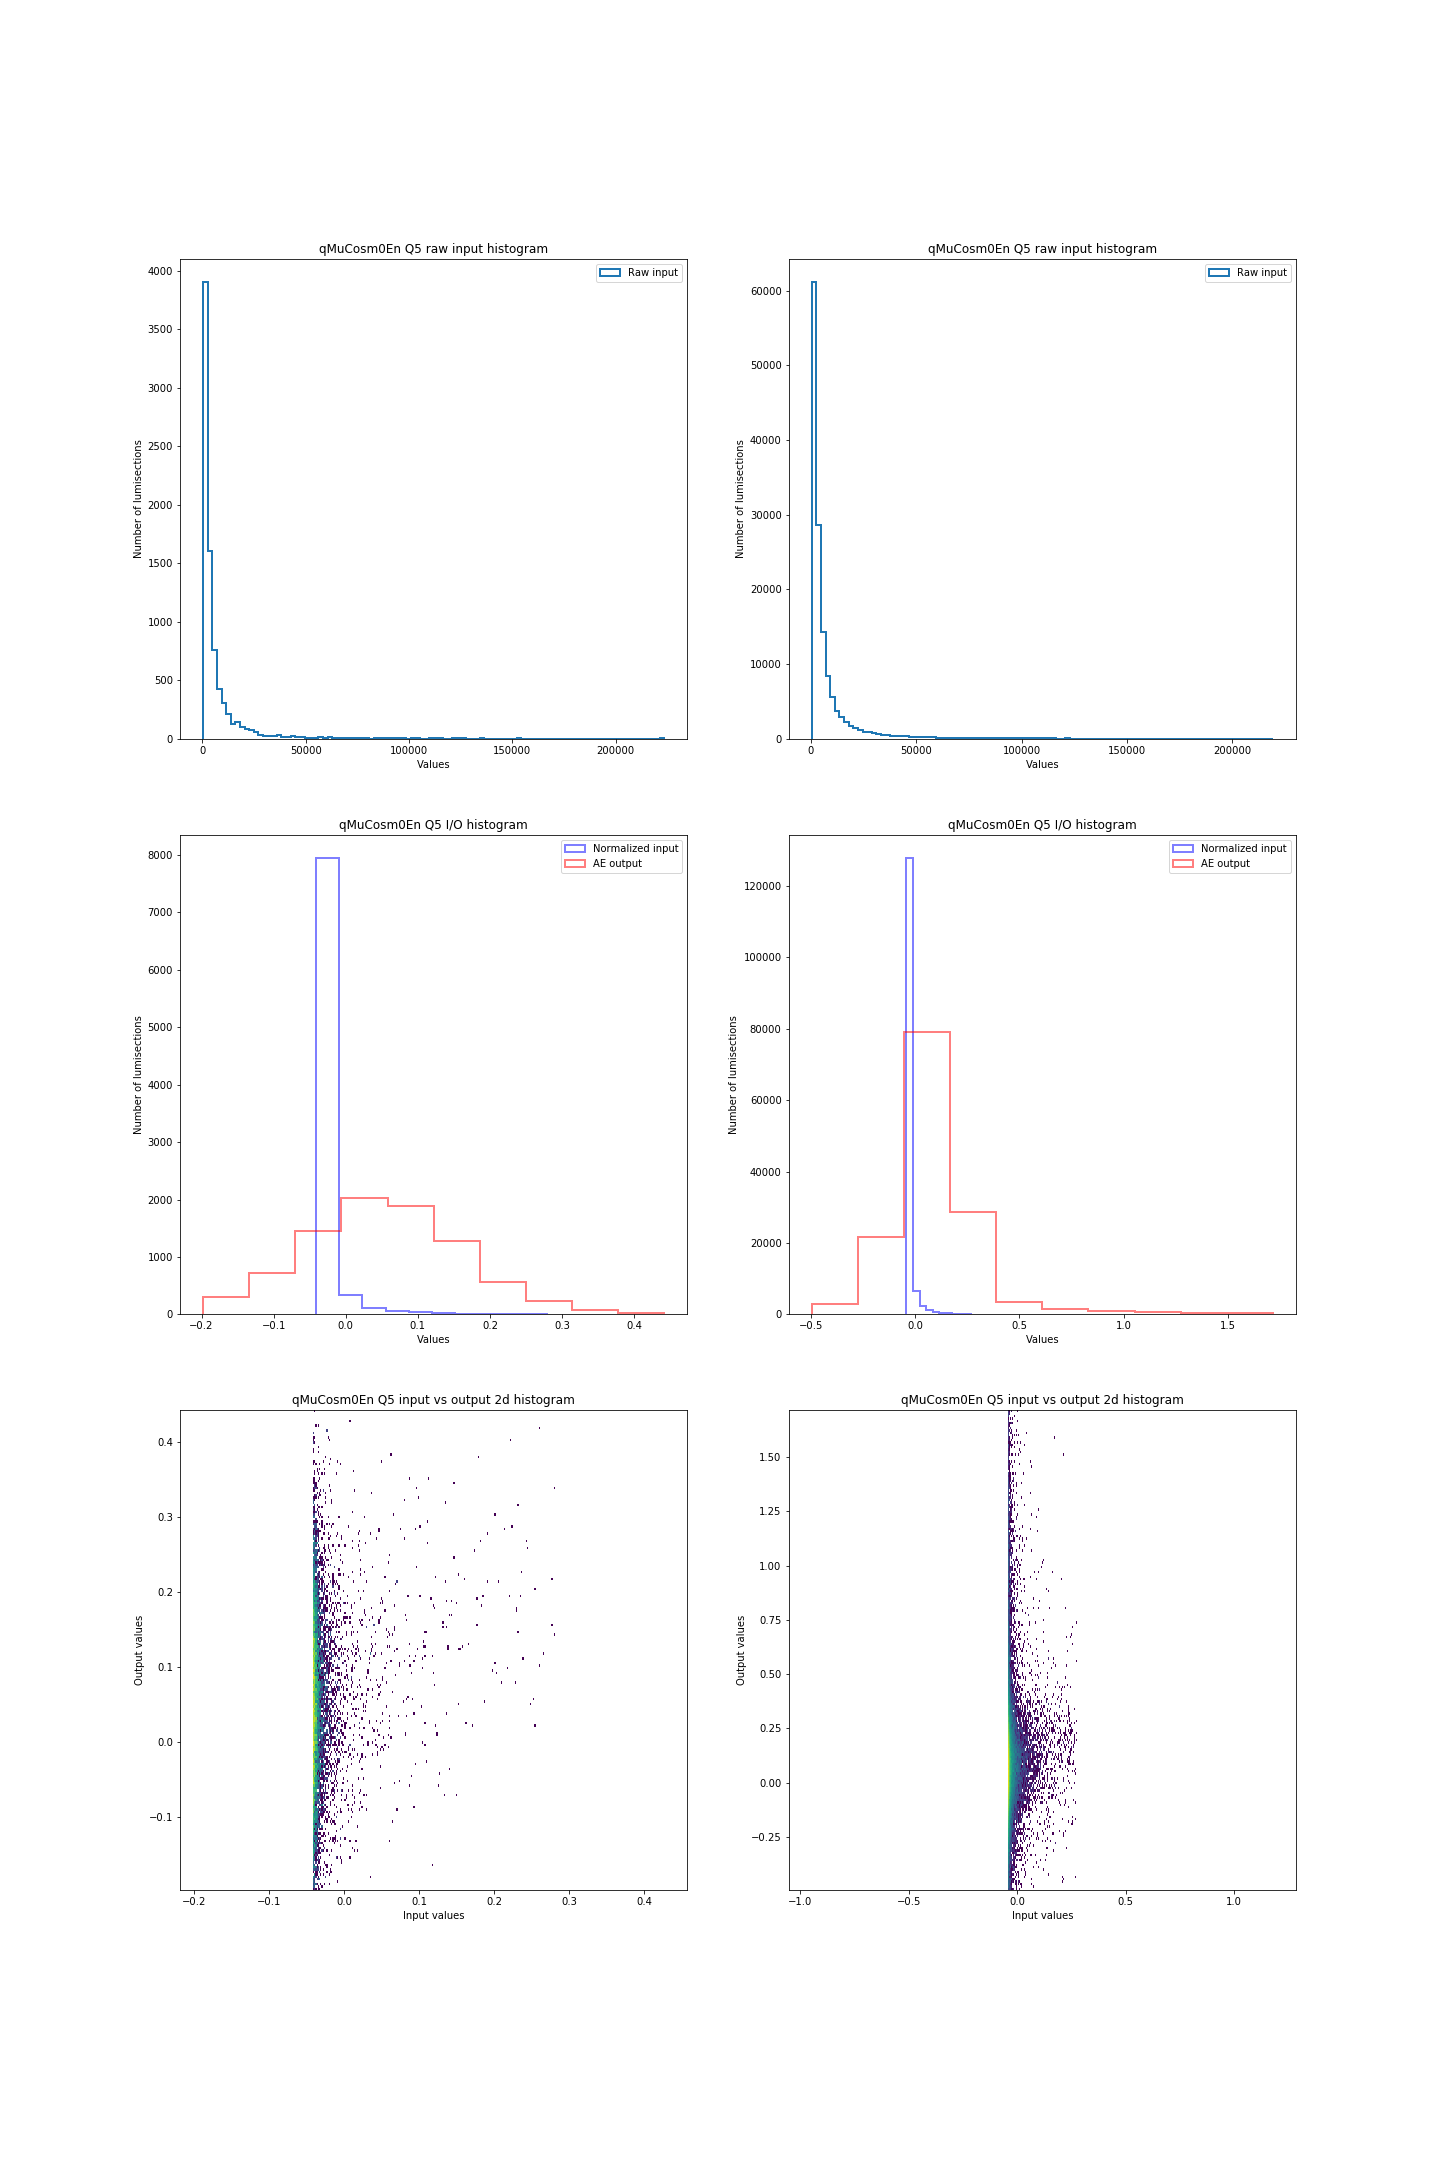 qMuCosm0En Q5 raw input histogram
Raw input
4000
3500
3000
2500
2000
1500
1000
500
0
Number of lumisections
0 50000 100000 150000 200000
Values
qMuCosm0En Q5 raw input histogram
Raw input
60000
50000
40000
30000
20000
10000
0
Number of lumisections
0 50000 100000 150000 200000
Values
qMuCosm0En Q5 I/O histogram
Normalized input
AE output
8000
7000
6000
5000
4000
3000
2000
1000
0
Number of lumisections
−0.2 −0.1 0.0 0.1 0.2 0.3 0.4
Values
qMuCosm0En Q5 I/O histogram
Normalized input
AE output
120000
100000
80000
60000
40000
20000
0
Number of lumisections
−0.5 0.0 0.5 1.0 1.5
Values
qMuCosm0En Q5 input vs output 2d histogram
0.4
0.3
0.2
0.1
0.0
−0.1
Output values
−0.2 −0.1 0.0 0.1 0.2 0.3 0.4
Input values
qMuCosm0En Q5 input vs output 2d histogram
1.50
1.25
1.00
0.75
0.50
0.25
0.00
−0.25
Output values
−1.0 −0.5 0.0 0.5 1.0
Input values